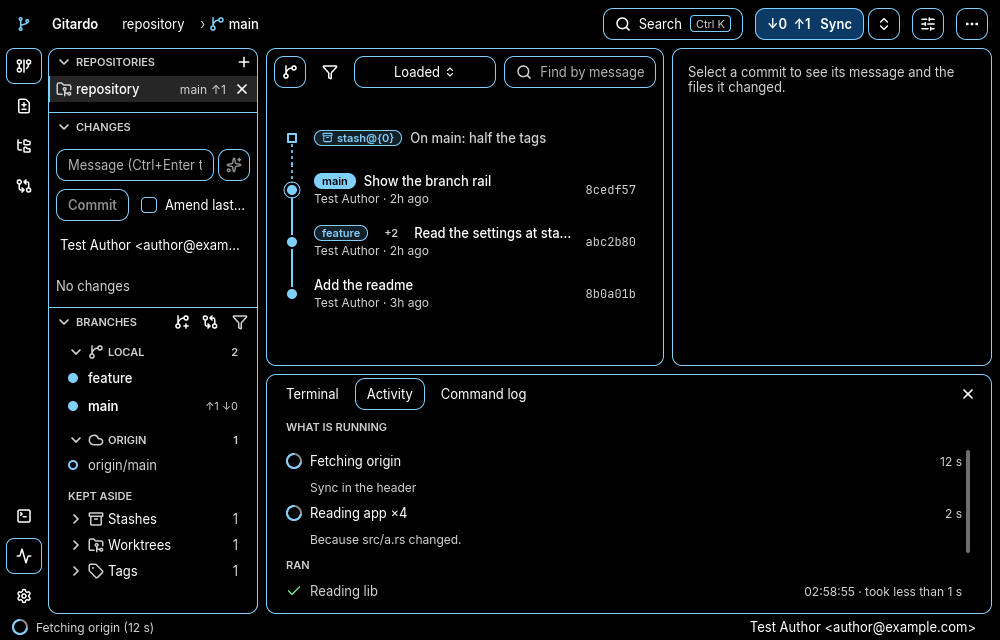 Gitardo repository › main Search Ctrl K ↓0 ↑1 Sync
REPOSITORIES
repository main ↑1
CHANGES
Message (Ctrl+Enter t
Commit Amend last...
Test Author <author@exam...
No changes
BRANCHES
LOCAL 2
feature
main ↑1 ↓0
ORIGIN 1
origin/main
KEPT ASIDE
Stashes 1
Worktrees 1
Tags 1
Loaded Find by message
stash@{0} On main: half the tags
main Show the branch rail
Test Author · 2h ago 8cedf57
feature +2 Read the settings at sta...
Test Author · 2h ago abc2b80
Add the readme
Test Author · 3h ago 8b0a01b
Select a commit to see its message and the
files it changed.
Terminal Activity Command log
WHAT IS RUNNING
Fetching origin 12 s
Sync in the header
Reading app ×4 2 s
Because src/a.rs changed.
RAN
Reading lib 02:58:55 · took less than 1 s
Fetching origin (12 s) Test Author <author@example.com>